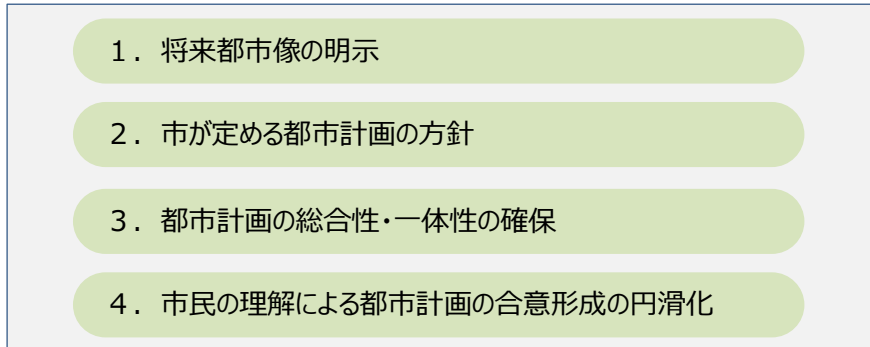 １．将来都市像の明示
２．市が定める都市計画の方針
３．都市計画の総合性・一体性の確保
４．市民の理解による都市計画の合意形成の円滑化